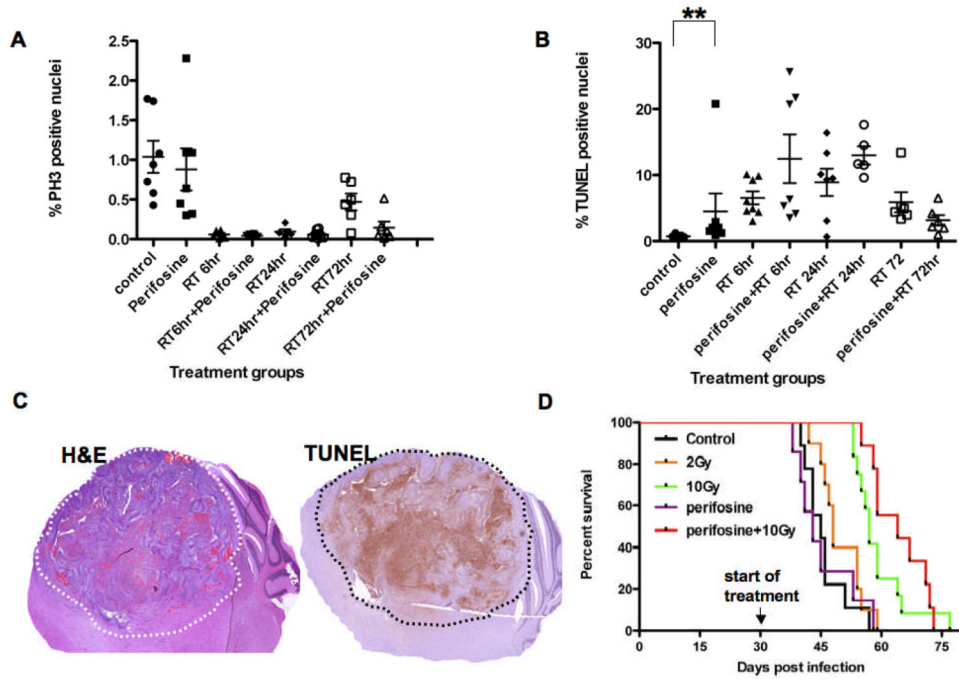 A
% PH3 positive nuclei
2.5
2.0
1.5
1.0
0.5
0.0
control
Perifosine
RT 6hr
RT6hr+Perifosine
RT24hr
RT24hr+Perifosine
RT72hr
RT72hr+Perifosine
Treatment groups
B
**
% TUNEL positive nuclei
30
20
10
0
control
perifosine
RT 6hr
perifosine+RT 6hr
RT 24hr
perifosine+RT 24hr
RT 72
perifosine+RT 72hr
Treatment groups
C
H&E
TUNEL
D
Percent survival
100
80
60
40
20
0
Control
2Gy
10Gy
perifosine
perifosine+10Gy
start of
treatment
0
15
30
45
60
75
Days post infection